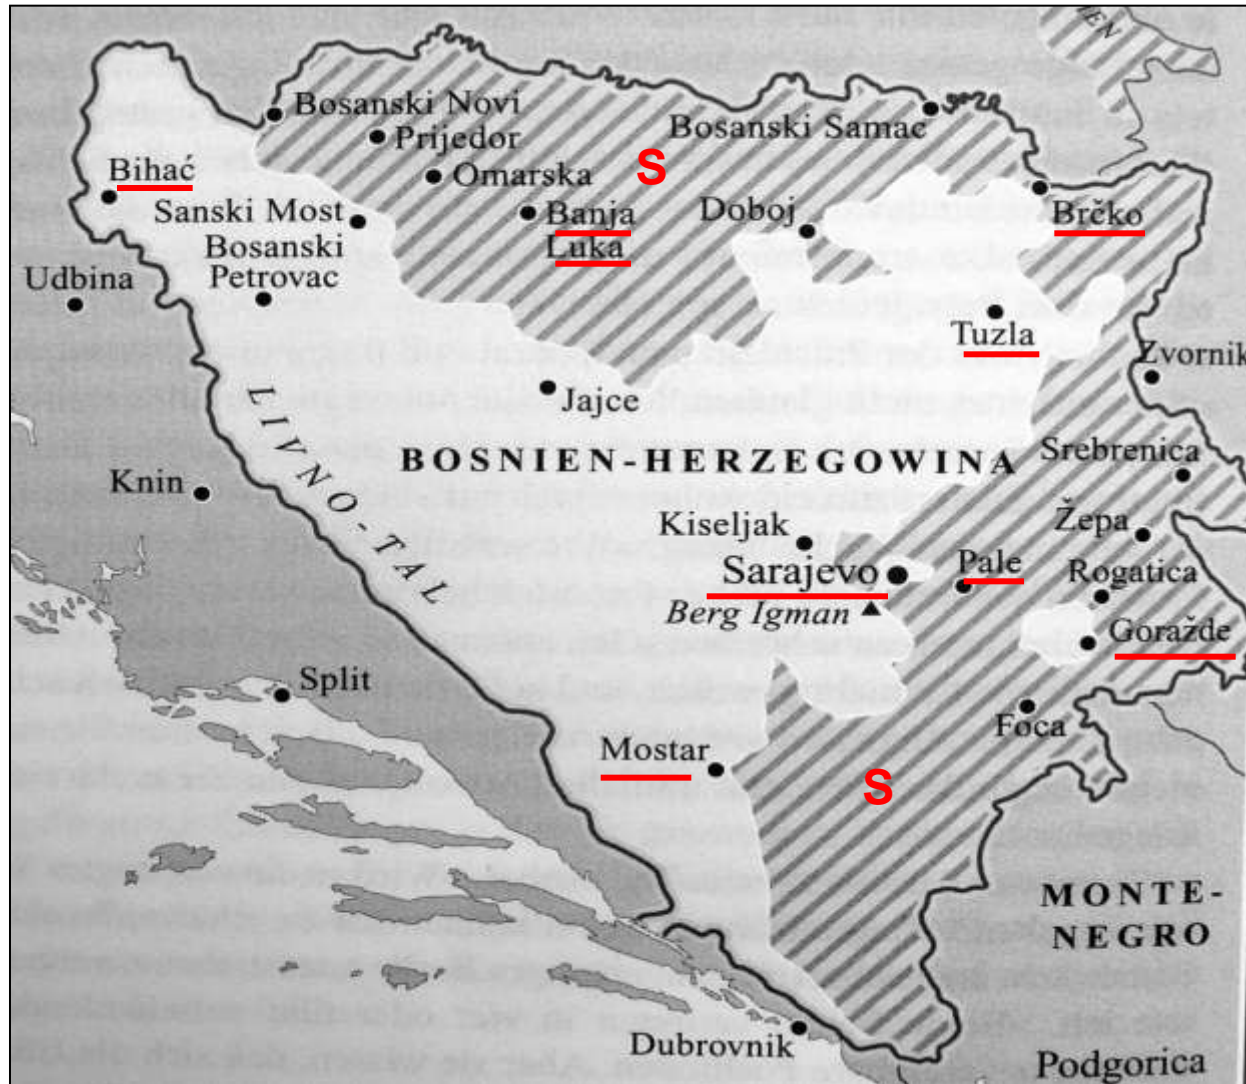 IEN
Bosanski Novi
Prijedor
Bosanski Samac
S
Bihać
Omarska
Sanski Most
Banja
Luka
Doboj
Brčko
Bosanski
Petrovac
Udbina
Tuzla
Zvornik
Jajce
LIVNO-TAL
BOSNIEN-HERZEGOWINA
Srebrenica
Knin
Kiseljak
Žepa
Sarajevo
Pale
Rogatica
Berg Igman
Goražde
Split
Foca
Mostar
S
MONTE-
NEGRO
Dubrovnik
Podgorica